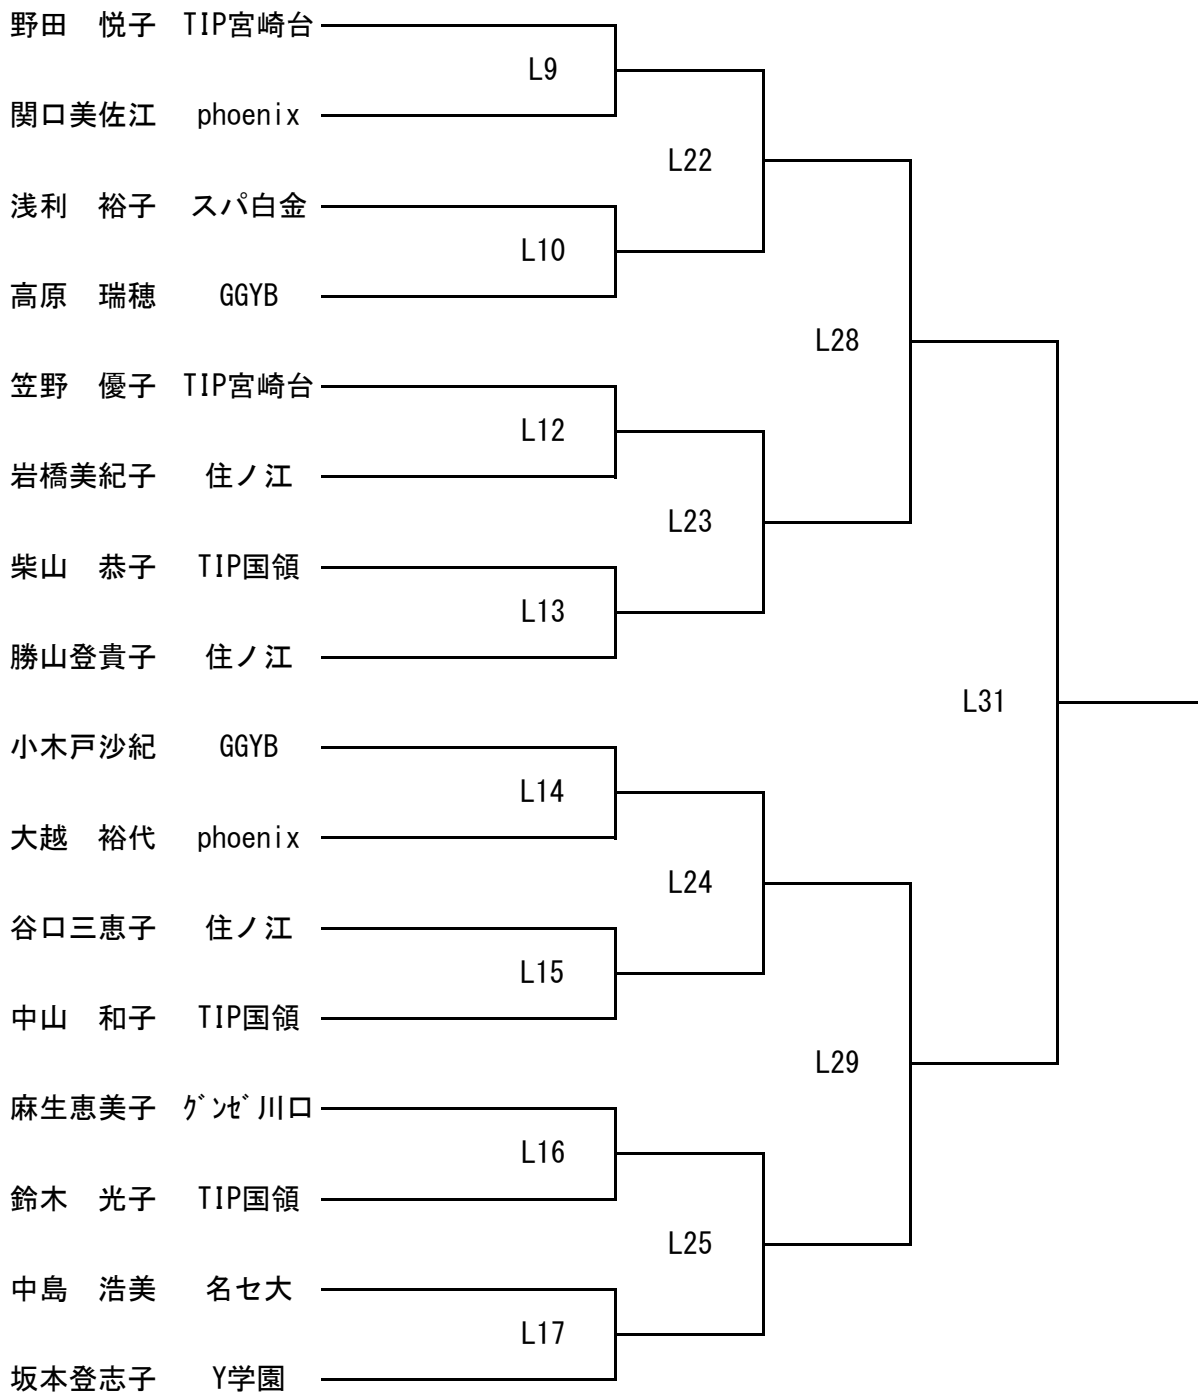 野田　悦子　TIP宮崎台
L9
関口美佐江　phoenix
L22
浅利　裕子　スパ白金
L10
高原　瑞穂　GGYB
L28
笠野　優子　TIP宮崎台
L12
岩橋美紀子　住ノ江
L23
柴山　恭子　TIP国領
L13
勝山登貴子　住ノ江
L31
小木戸沙紀　GGYB
L14
大越　裕代　phoenix
L24
谷口三恵子　住ノ江
L15
中山　和子　TIP国領
L29
麻生恵美子　ｸﾞﾝｾﾞ川口
L16
鈴木　光子　TIP国領
L25
中島　浩美　名セ大
L17
坂本登志子　Y学園